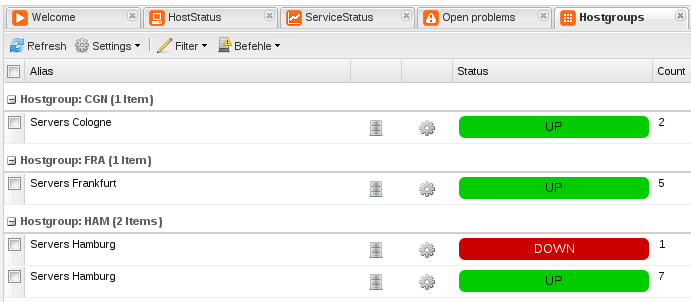 Welcome HostStatus ServiceStatus Open problems Hostgroups
Refresh Settings Filter Befehle
Alias Status Count
Hostgroup: CGN (1 Item)
Servers Cologne UP 2
Hostgroup: FRA (1 Item)
Servers Frankfurt UP 5
Hostgroup: HAM (2 Items)
Servers Hamburg DOWN 1
Servers Hamburg UP 7